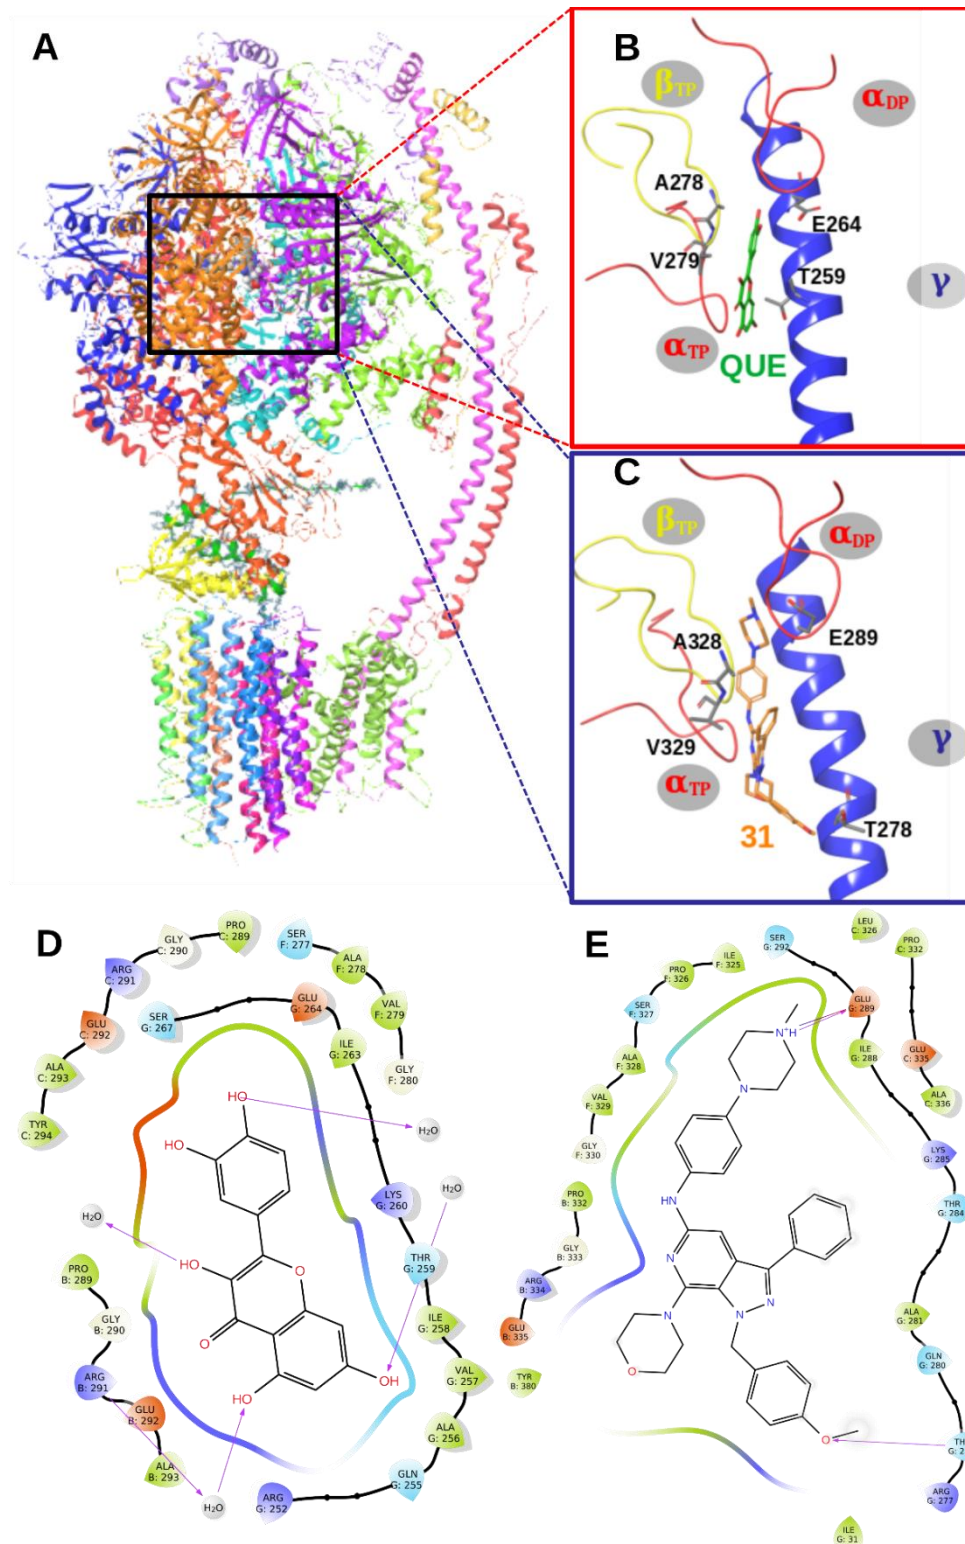 A
B
βTP
αDP
A278
E264
V279
T259
γ
αTP
QUE
C
βTP
αDP
A328
E289
V329
γ
αTP
31
T278
D
PRO
C: 289
GLY
C: 290
ARG
C: 291
GLU
C: 292
ALA
C: 293
TYR
C: 294
SER
G: 267
GLU
G: 264
ILE
G: 263
SER
F: 277
ALA
F: 278
VAL
F: 279
GLY
F: 280
HO
HO
H₂O
H₂O
LYS
G: 260
H₂O
THR
G: 259
HO
O
O
HO
OH
PRO
B: 289
GLY
B: 290
ARG
B: 291
GLU
B: 292
ALA
B: 293
H₂O
ILE
G: 258
VAL
G: 257
ALA
G: 256
GLN
G: 255
ARG
G: 252
E
SER
G: 292
LEU
C: 326
PRO
C: 332
ILE
F: 325
PRO
F: 326
SER
F: 327
ALA
F: 328
VAL
F: 329
GLY
F: 330
GLU
G: 289
ILE
G: 288
GLU
C: 335
ALA
C: 336
N⁺H
N
HN
N
N
N
N
O
O
PRO
B: 332
GLY
B: 333
ARG
B: 334
GLU
B: 335
TYR
B: 380
LYS
G: 285
THR
G: 284
ALA
G: 281
GLN
G: 280
ARG
G: 277
ILE
G: 31